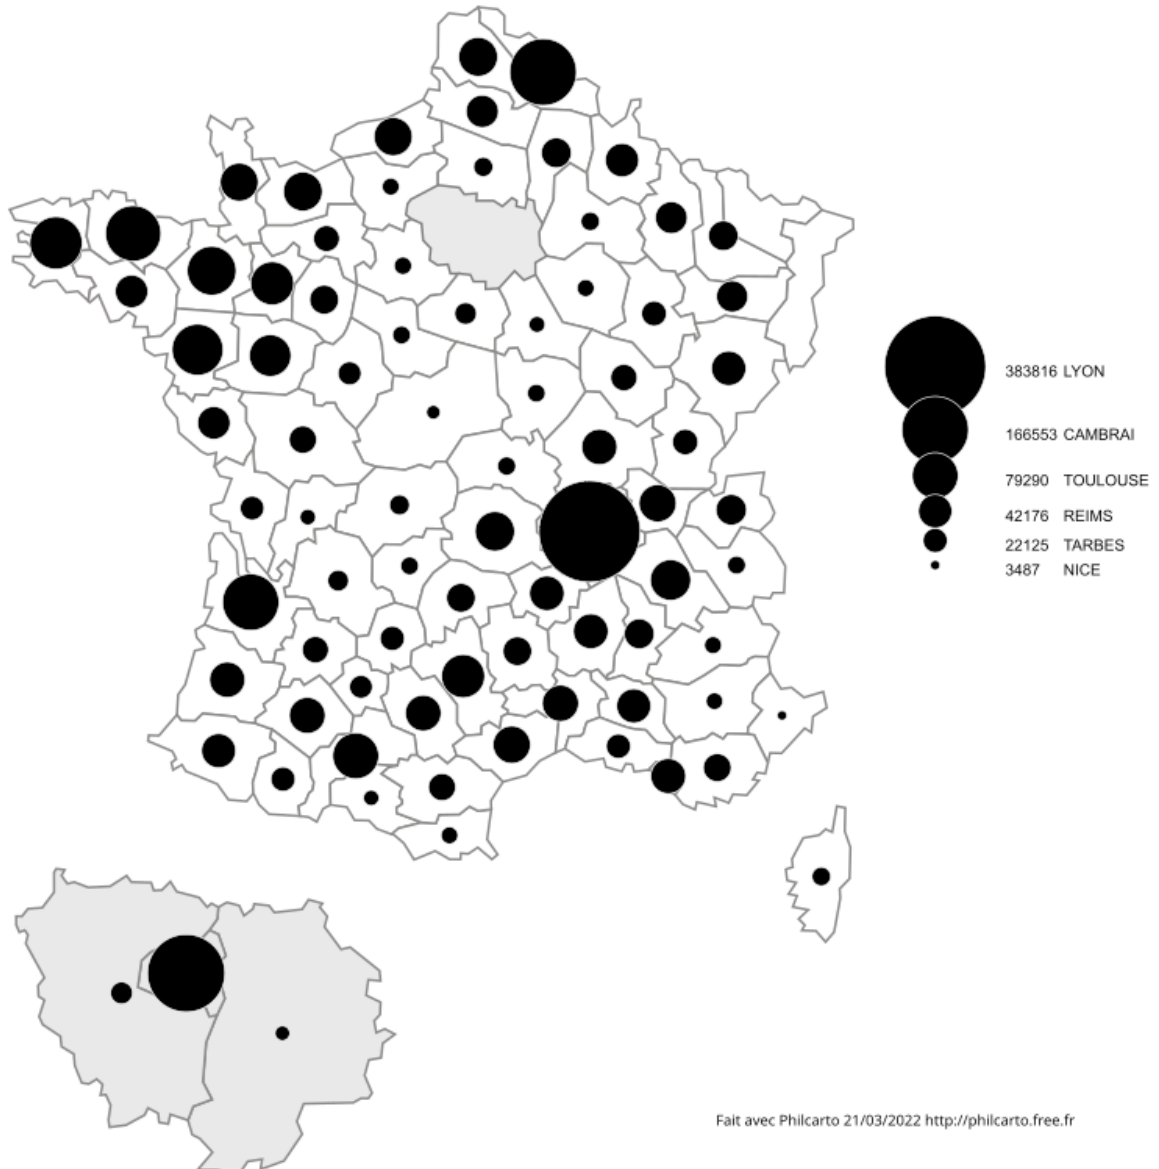 383816 LYON
166553 CAMBRAI
79290 TOULOUSE
42176 REIMS
22125 TARBES
3487 NICE
Fait avec Philcarto 21/03/2022 http://philcarto.free.fr